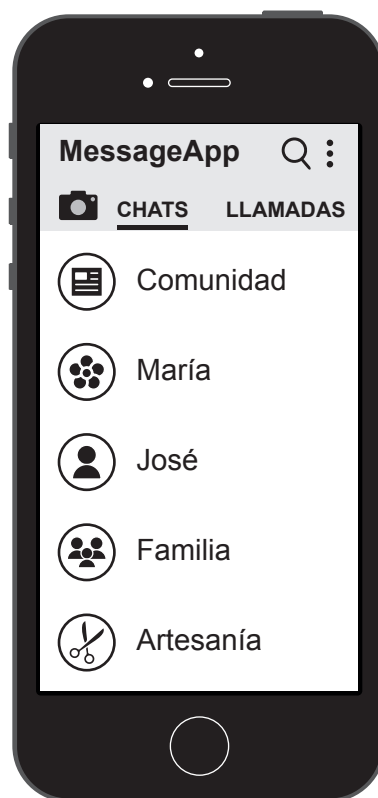 MessageApp
CHATS LLAMADAS
Comunidad
María
José
Familia
Artesanía